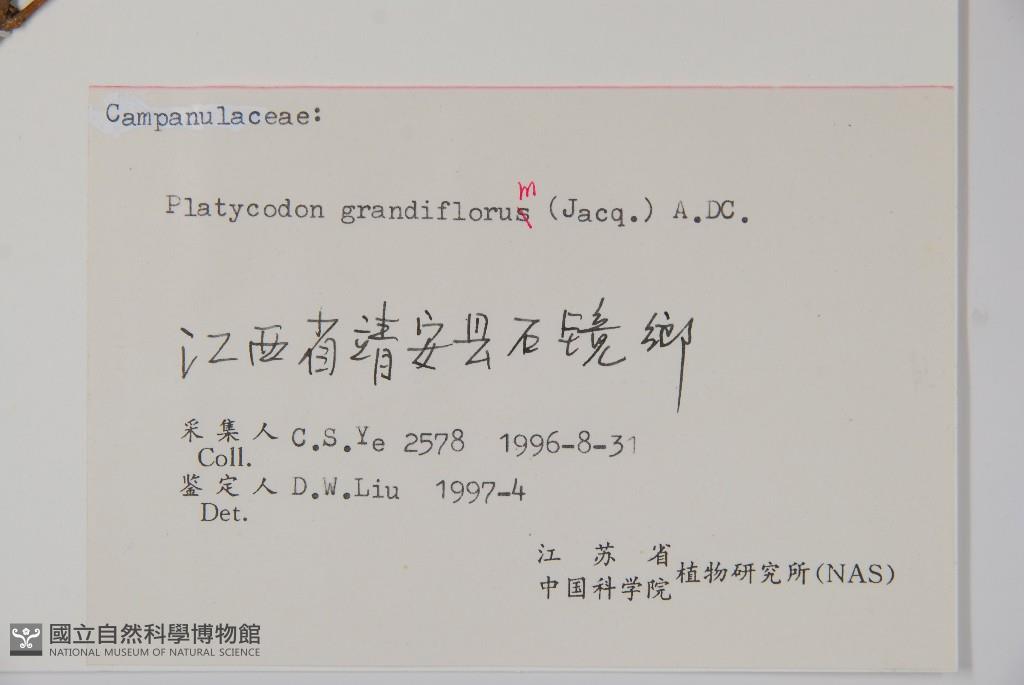 Campanulaceae:
m
Platycodon grandiflorus (Jacq.) A.DC.
江西省靖安县石镜鄉
采集人 C.S.Ye 2578 1996-8-31
Coll.
鉴定人 D.W.Liu 1997-4
Det.
江苏省
中国科学院植物研究所(NAS)
國立自然科學博物館
NATIONAL MUSEUM OF NATURAL SCIENCE